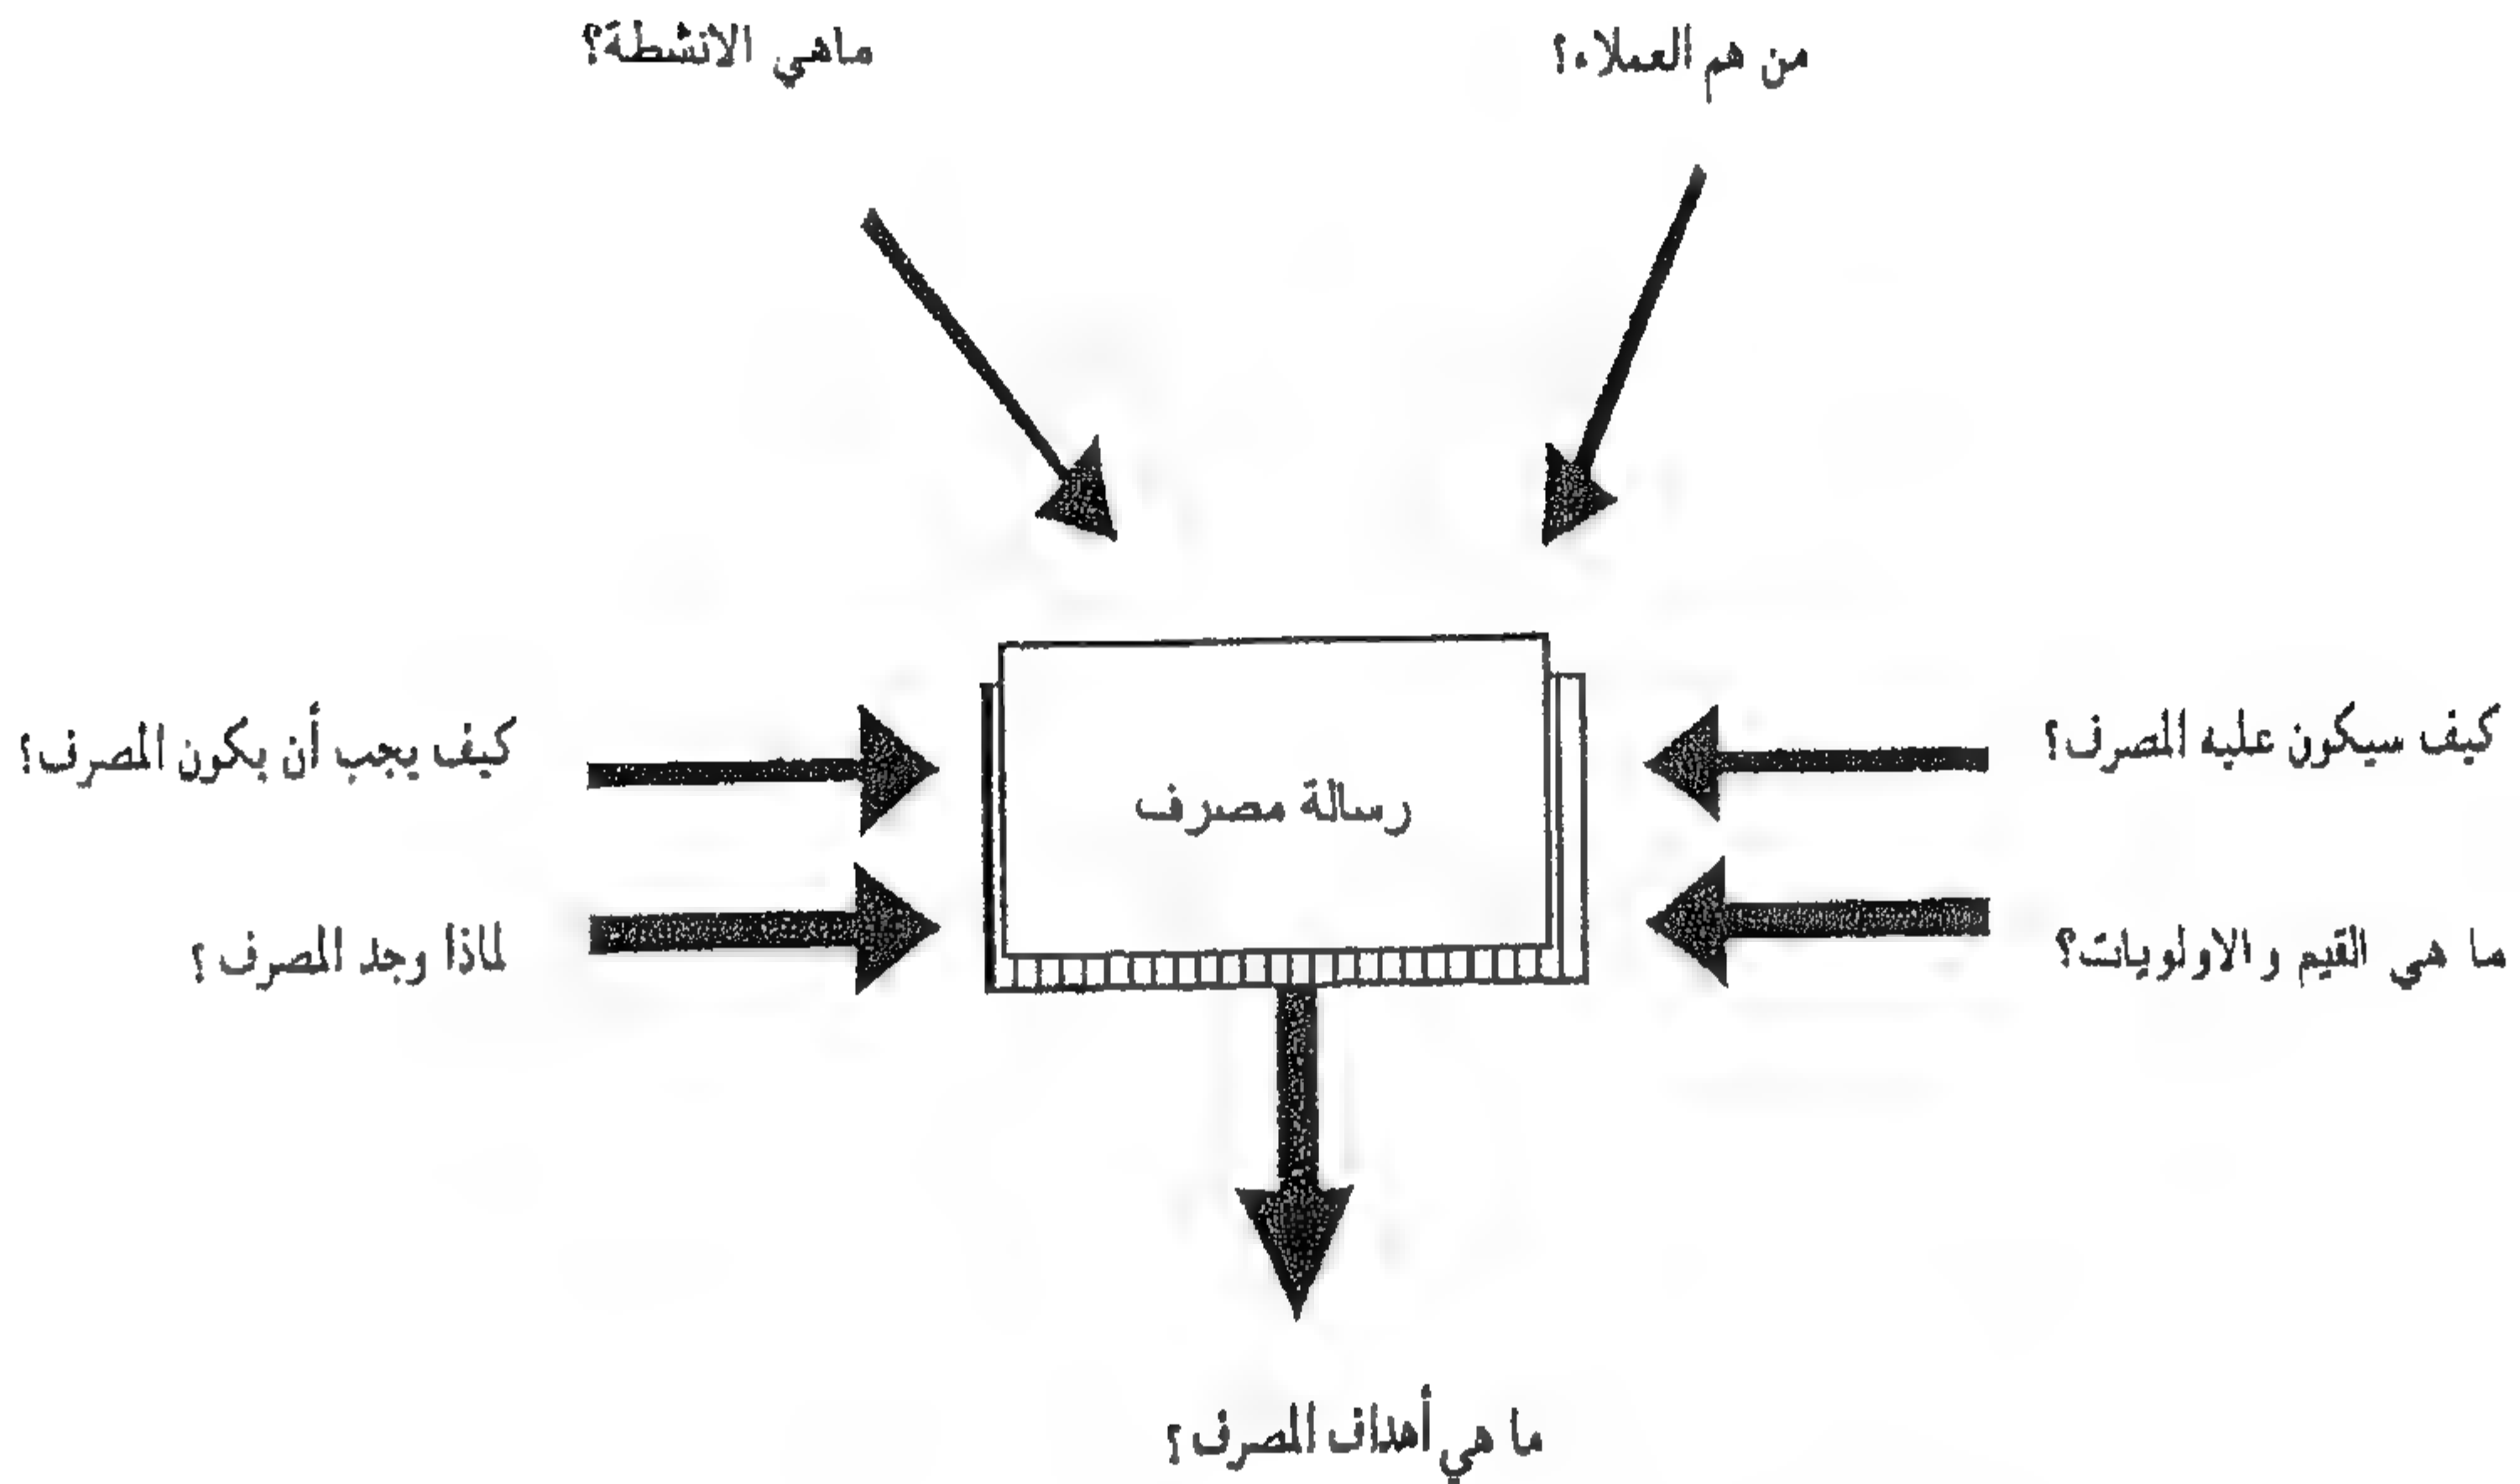 من هم العملاء؟
ماهي الانشطة؟
كيف سيكون عليه المصرف؟
كيف يجب أن يكون المصرف؟
رسالة مصرف
ما هي القيم و الاولويات؟
لماذا وجد المصرف ؟
ما هي أهداف المصرف ؟